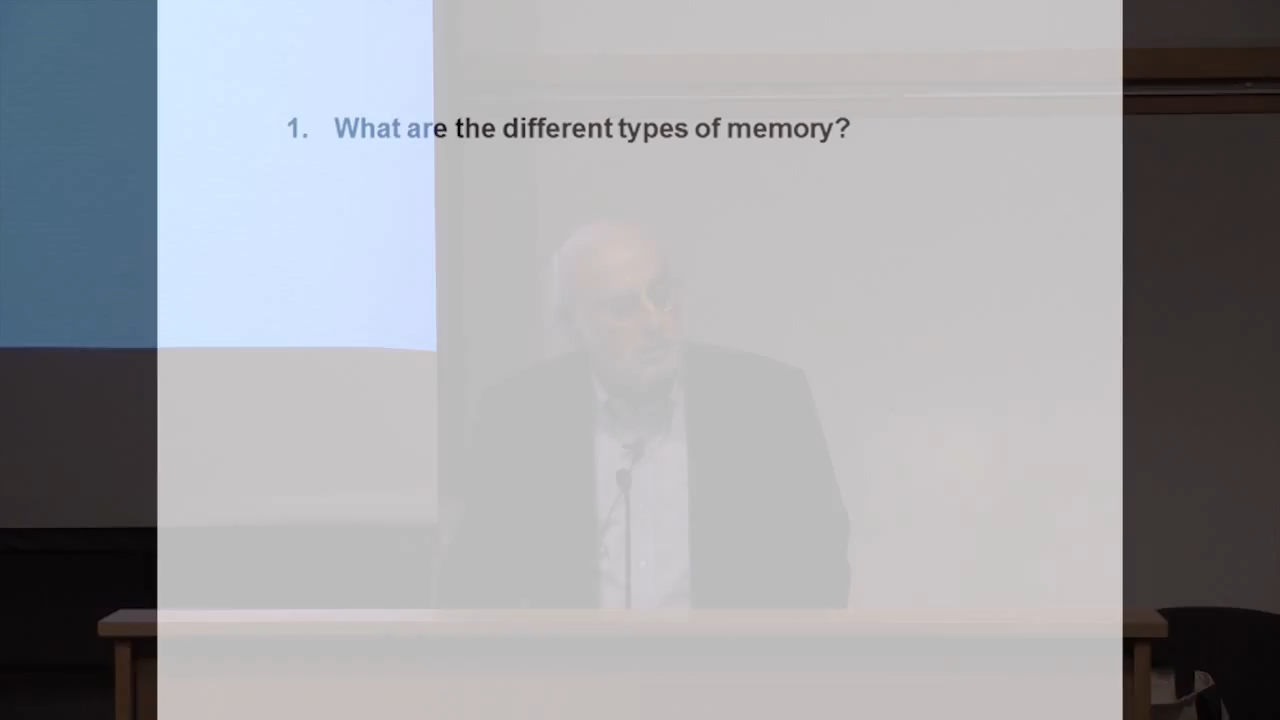 1. What are the different types of memory?